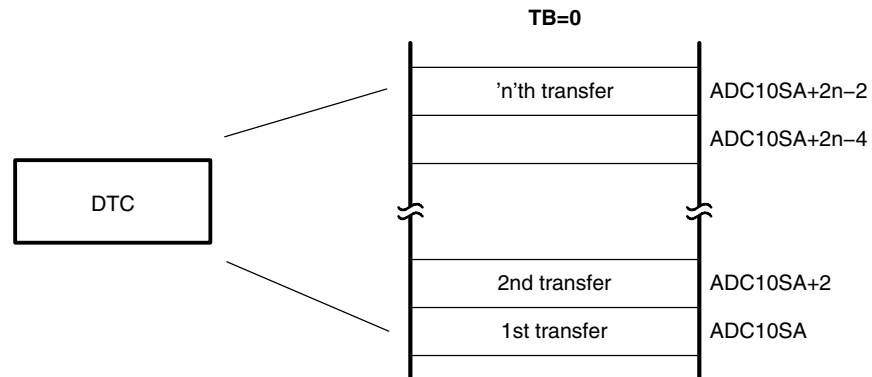 TB=0
'n'th transfer
ADC10SA+2n−2
ADC10SA+2n−4
DTC
2nd transfer
ADC10SA+2
1st transfer
ADC10SA